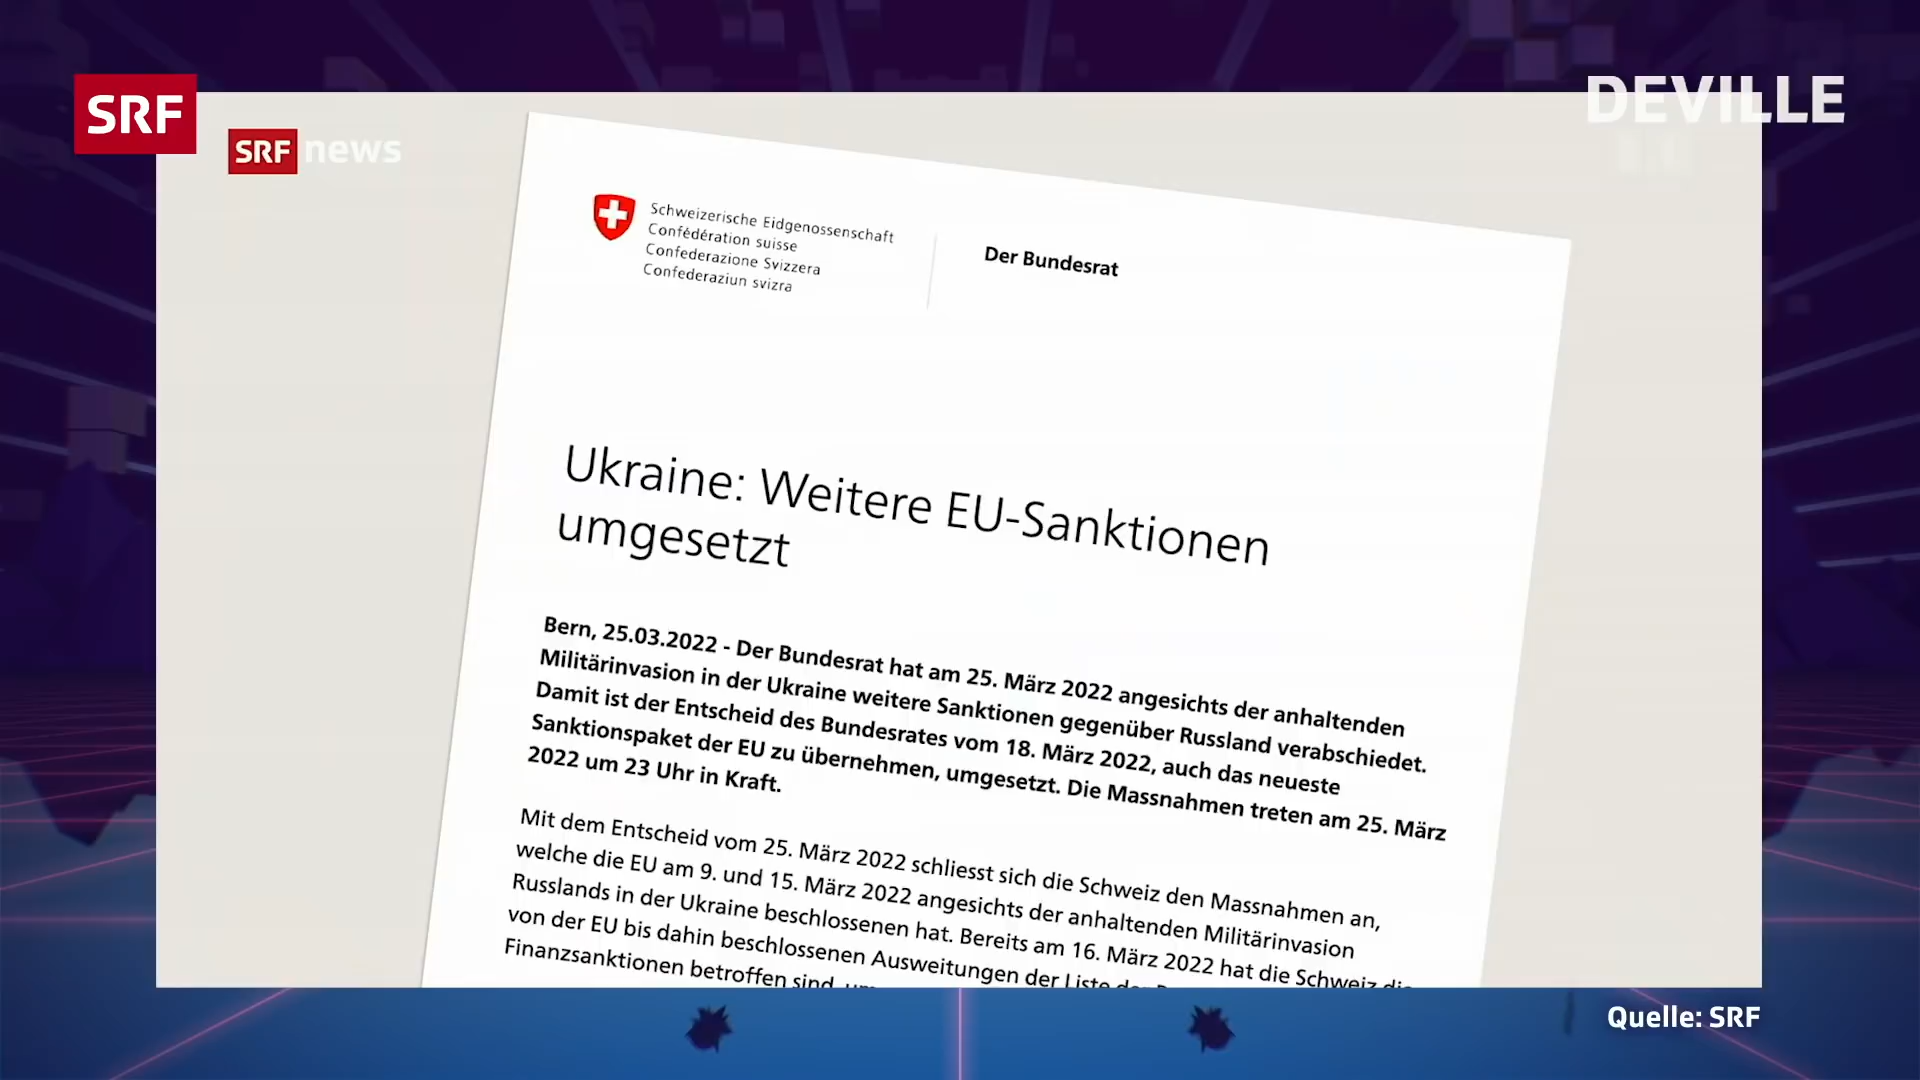 SRF
DEVILLE
SRF news
Schweizerische Eidgenossenschaft
Confédération suisse
Confederazione Svizzera
Confederaziun svizra
Der Bundesrat
Ukraine: Weitere EU-Sanktionen
umgesetzt
Bern, 25.03.2022 - Der Bundesrat hat am 25. März 2022 angesichts der anhaltenden
Militärinvasion in der Ukraine weitere Sanktionen gegenüber Russland verabschiedet.
Damit ist der Entscheid des Bundesrates vom 18. März 2022, auch das neueste
Sanktionspaket der EU zu übernehmen, umgesetzt. Die Massnahmen treten am 25. März
2022 um 23 Uhr in Kraft.
Mit dem Entscheid vom 25. März 2022 schliesst sich die Schweiz den Massnahmen an,
welche die EU am 9. und 15. März 2022 angesichts der anhaltenden Militärinvasion
Russlands in der Ukraine beschlossenen hat. Bereits am 16. März 2022 hat die Schweiz die
von der EU bis dahin beschlossenen Ausweitungen der Liste der
Finanzsanktionen betroffen sind,
Quelle: SRF